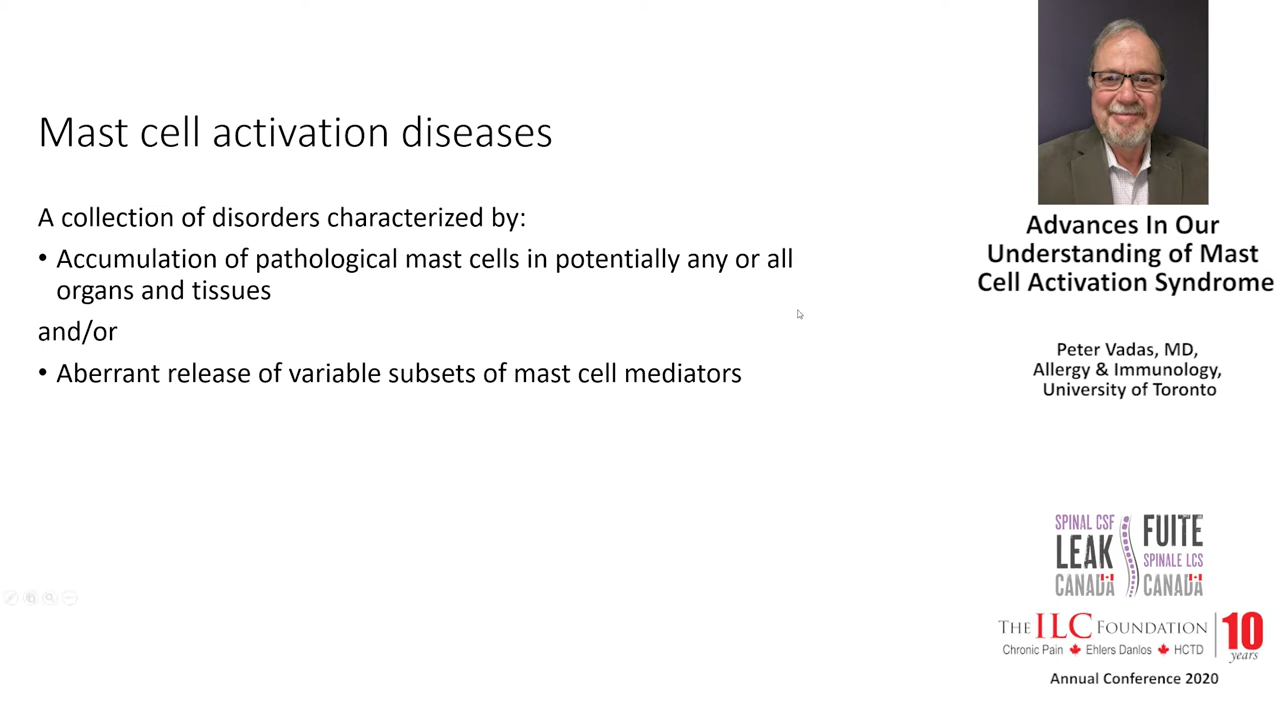 Mast cell activation diseases
A collection of disorders characterized by:
• Accumulation of pathological mast cells in potentially any or all
organs and tissues
and/or
• Aberrant release of variable subsets of mast cell mediators
Advances In Our
Understanding of Mast
Cell Activation Syndrome
Peter Vadas, MD,
Allergy & Immunology,
University of Toronto
SPINAL CSF
LEAK
CANADA
FUITE
SPINALE LCS
CANADA
THE ILC FOUNDATION
Chronic Pain Ehlers Danlos HCTD
10
years
Annual Conference 2020